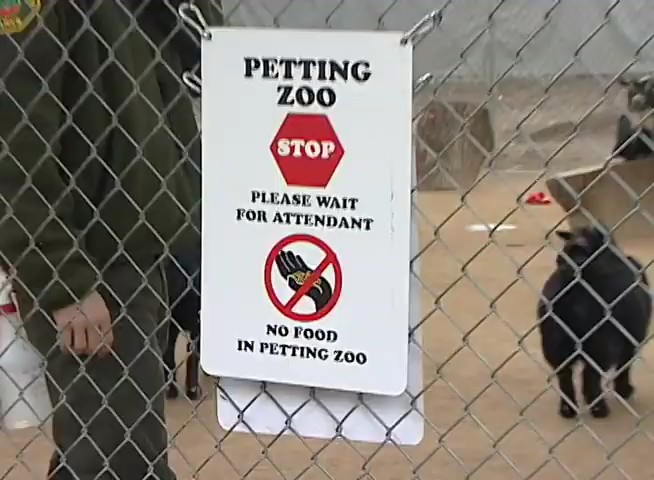 PETTING
ZOO
STOP
PLEASE WAIT
FOR ATTENDANT
NO FOOD
IN PETTING ZOO